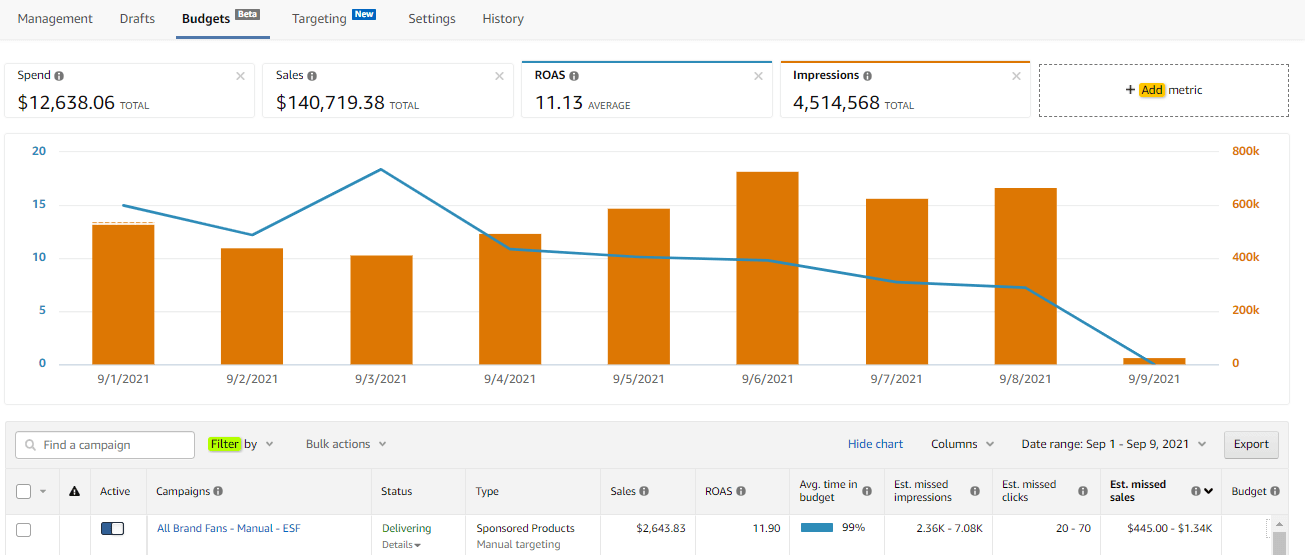 Management Drafts Budgets Beta Targeting New Settings History
Spend Sales ROAS Impressions
$12,638.06 TOTAL $140,719.38 TOTAL 11.13 AVERAGE 4,514,568 TOTAL
+ Add metric
20 800k
15 600k
10 400k
5 200k
0 0
9/1/2021 9/2/2021 9/3/2021 9/4/2021 9/5/2021 9/6/2021 9/7/2021 9/8/2021 9/9/2021
Find a campaign Filter by Bulk actions Hide chart Columns Date range: Sep 1 - Sep 9, 2021 Export
Active Campaigns Status Type Sales ROAS Avg. time in budget Est. missed impressions Est. missed clicks Est. missed sales Budget
All Brand Fans - Manual - ESF Delivering Sponsored Products $2,643.83 11.90 99% 2.36K - 7.08K 20 - 70 $445.00 - $1.34K
Details Manual targeting